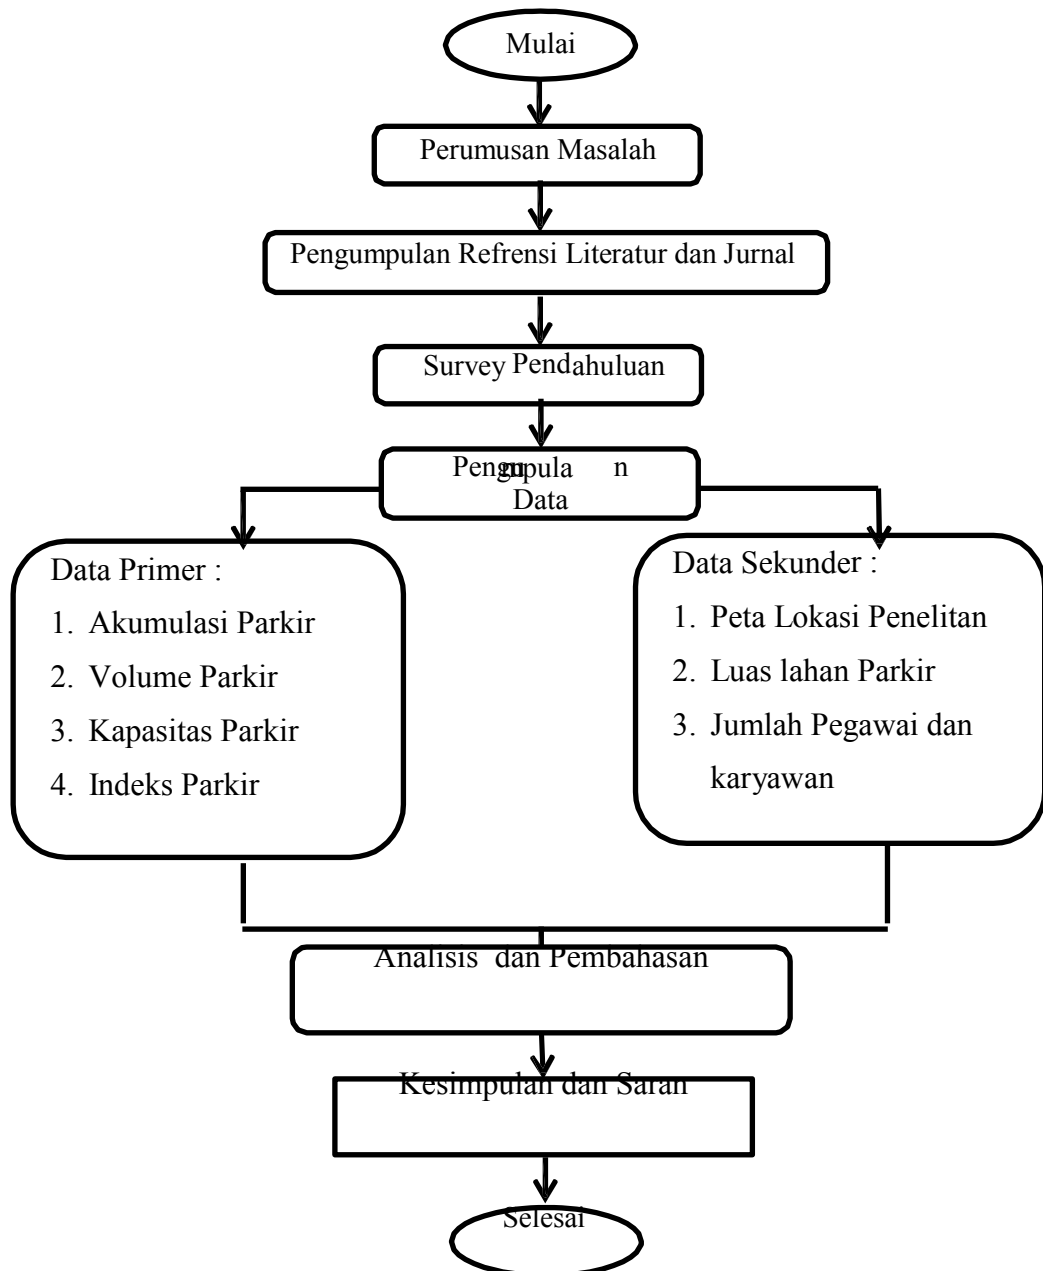 Mulai
Perumusan Masalah
Pengumpulan Refrensi Literatur dan Jurnal
Survey Pendahuluan
Pengumpula n
Data
Data Primer :
1. Akumulasi Parkir
2. Volume Parkir
3. Kapasitas Parkir
4. Indeks Parkir
Data Sekunder :
1. Peta Lokasi Penelitan
2. Luas lahan Parkir
3. Jumlah Pegawai dan
karyawan
Analisis dan Pembahasan
Kesimpulan dan Saran
Selesai